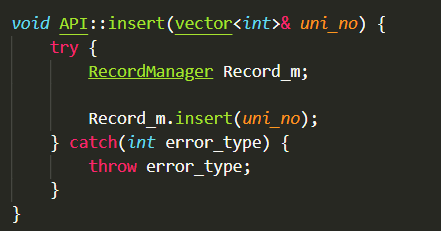 void API::insert(vector<int>& uni_no) {
    try {
        RecordManager Record_m;

        Record_m.insert(uni_no);
    } catch(int error_type) {
        throw error_type;
    }
}